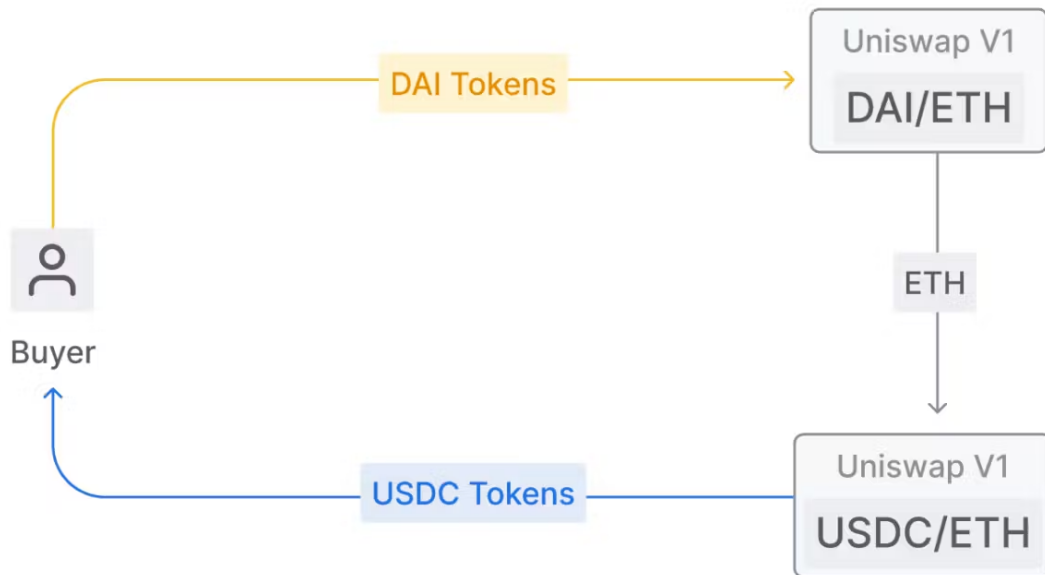 Uniswap V1
DAI/ETH
DAI Tokens
ETH
Buyer
Uniswap V1
USDC/ETH
USDC Tokens